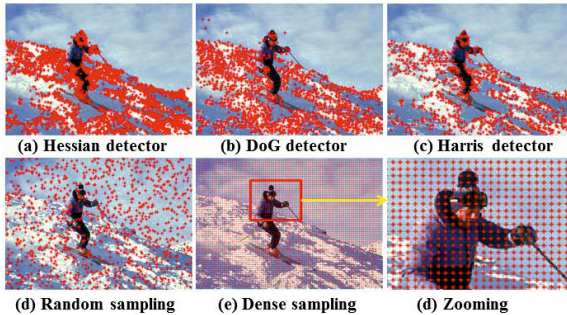 (a) Hessian detector
(b) DoG detector
(c) Harris detector
(d) Random sampling
(e) Dense sampling
(d) Zooming